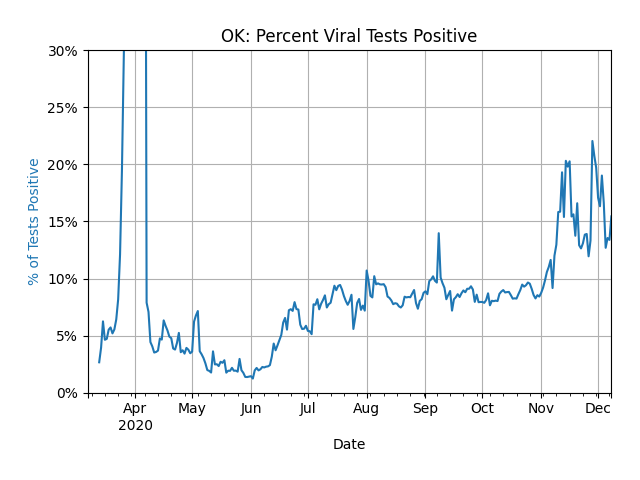 OK: Percent Viral Tests Positive
30%
25%
20%
15%
10%
5%
0%
% of Tests Positive
Apr May Jun Jul Aug Sep Oct Nov Dec
2020
Date